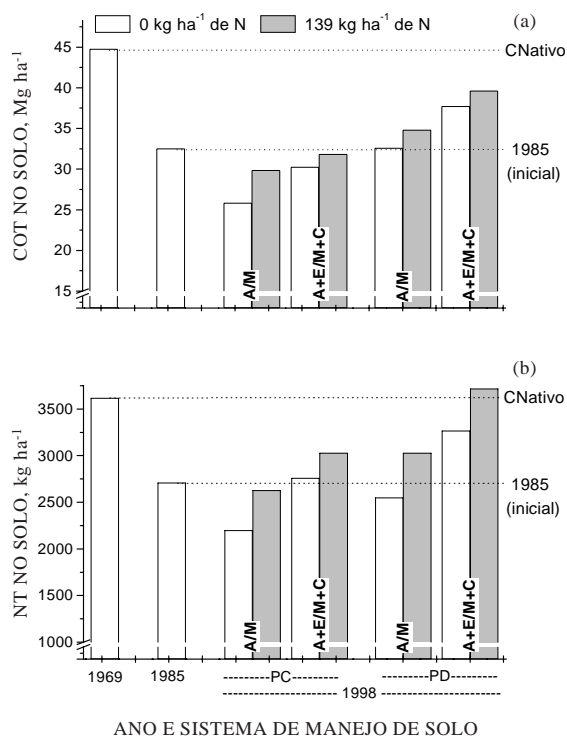 0 kg ha⁻¹ de N 139 kg ha⁻¹ de N (a)
45
40
35
30
25
20
15
COT NO SOLO, Mg ha⁻¹
CNativo
1985
(inicial)
A/M
A+E/M+C
A/M
A+E/M+C
(b)
3500
3000
2500
2000
1500
1000
NT NO SOLO, kg ha⁻¹
CNativo
1985
(inicial)
A/M
A+E/M+C
A/M
A+E/M+C
1969 1985 --------PC-------- --------PD--------
1998
ANO E SISTEMA DE MANEJO DE SOLO